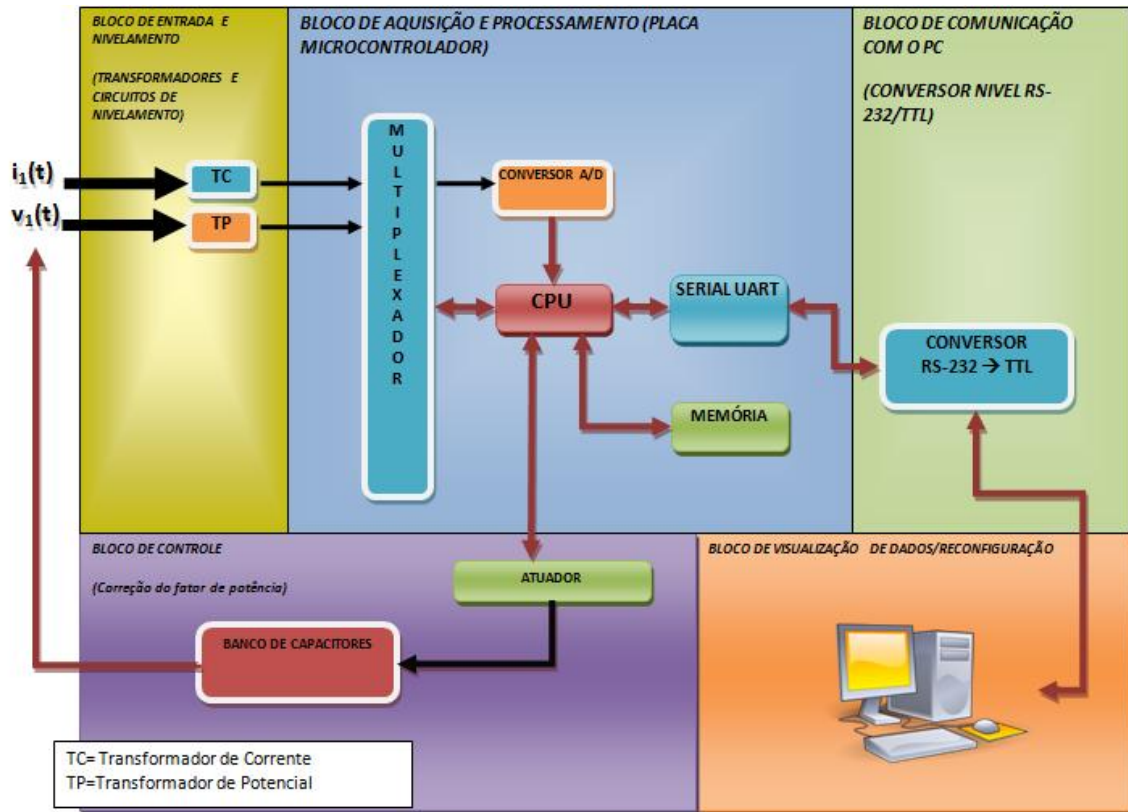 BLOCO DE ENTRADA E
NIVELAMENTO
(TRANSFORMADORES E
CIRCUITOS DE
NIVELAMENTO)
BLOCO DE AQUISIÇÃO E PROCESSAMENTO (PLACA
MICROCONTROLADOR)
BLOCO DE COMUNICAÇÃO
COM O PC
(CONVERSOR NIVEL RS-
232/TTL)
i₁(t)
v₁(t)
TC
TP
MULTIPLEXADOR
CONVERSOR A/D
CPU
SERIAL UART
MEMÓRIA
CONVERSOR
RS-232 → TTL
BLOCO DE CONTROLE
(Correção do fator de potência)
ATUADOR
BANCO DE CAPACITORES
BLOCO DE VISUALIZAÇÃO DE DADOS/RECONFIGURAÇÃO
TC= Transformador de Corrente
TP=Transformador de Potencial